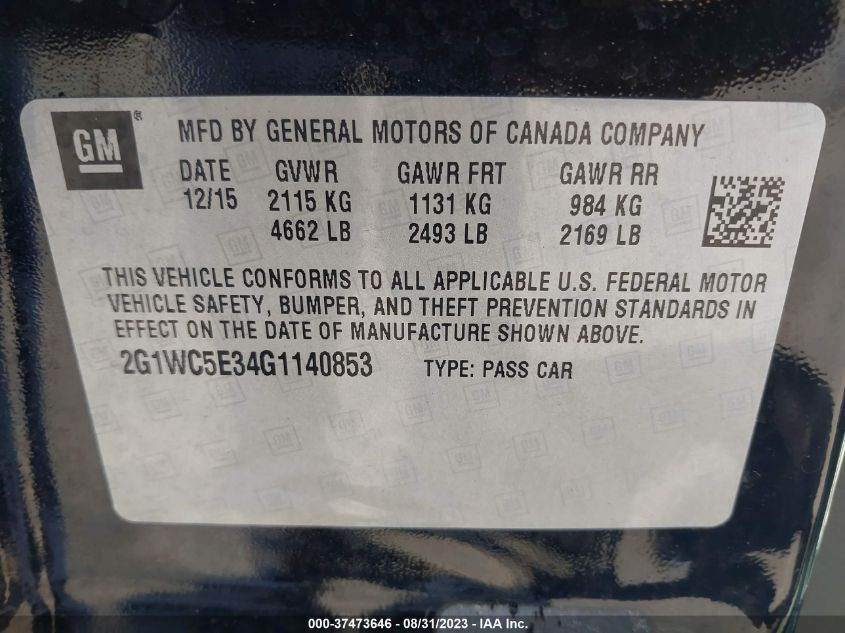 GM ®
MFD BY GENERAL MOTORS OF CANADA COMPANY
DATE GVWR GAWR FRT GAWR RR
12/15 2115 KG 1131 KG 984 KG
4662 LB 2493 LB 2169 LB
THIS VEHICLE CONFORMS TO ALL APPLICABLE U.S. FEDERAL MOTOR
VEHICLE SAFETY, BUMPER, AND THEFT PREVENTION STANDARDS IN
EFFECT ON THE DATE OF MANUFACTURE SHOWN ABOVE.
2G1WC5E34G1140853 TYPE: PASS CAR
000-37473646 - 08/31/2023 - IAA Inc.